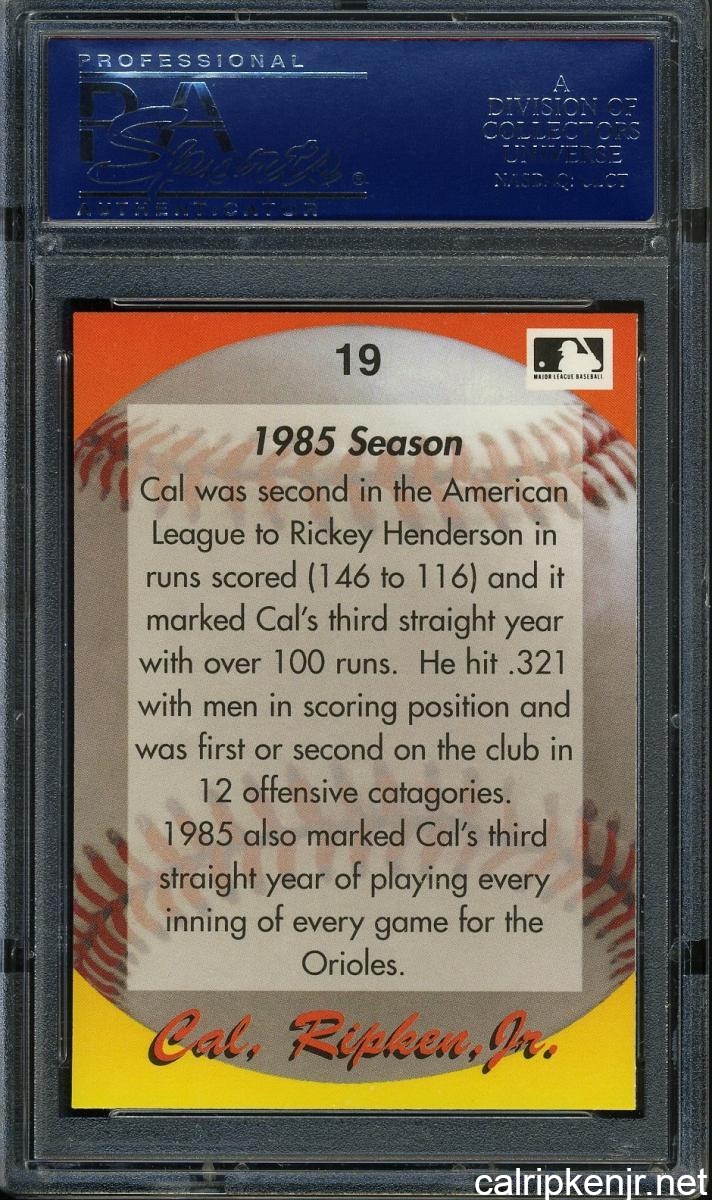 PROFESSIONAL
PSA
Sports
®
AUTHENTICATOR
A
DIVISION OF
COLLECTORS
UNIVERSE
19
MAJOR LEAGUE BASEBALL
1985 Season
Cal was second in the American
League to Rickey Henderson in
runs scored (146 to 116) and it
marked Cal's third straight year
with over 100 runs.  He hit .321
with men in scoring position and
was first or second on the club in
12 offensive catagories.
1985 also marked Cal's third
straight year of playing every
inning of every game for the
Orioles.
Cal, Ripken, Jr.
calripkenjr.net